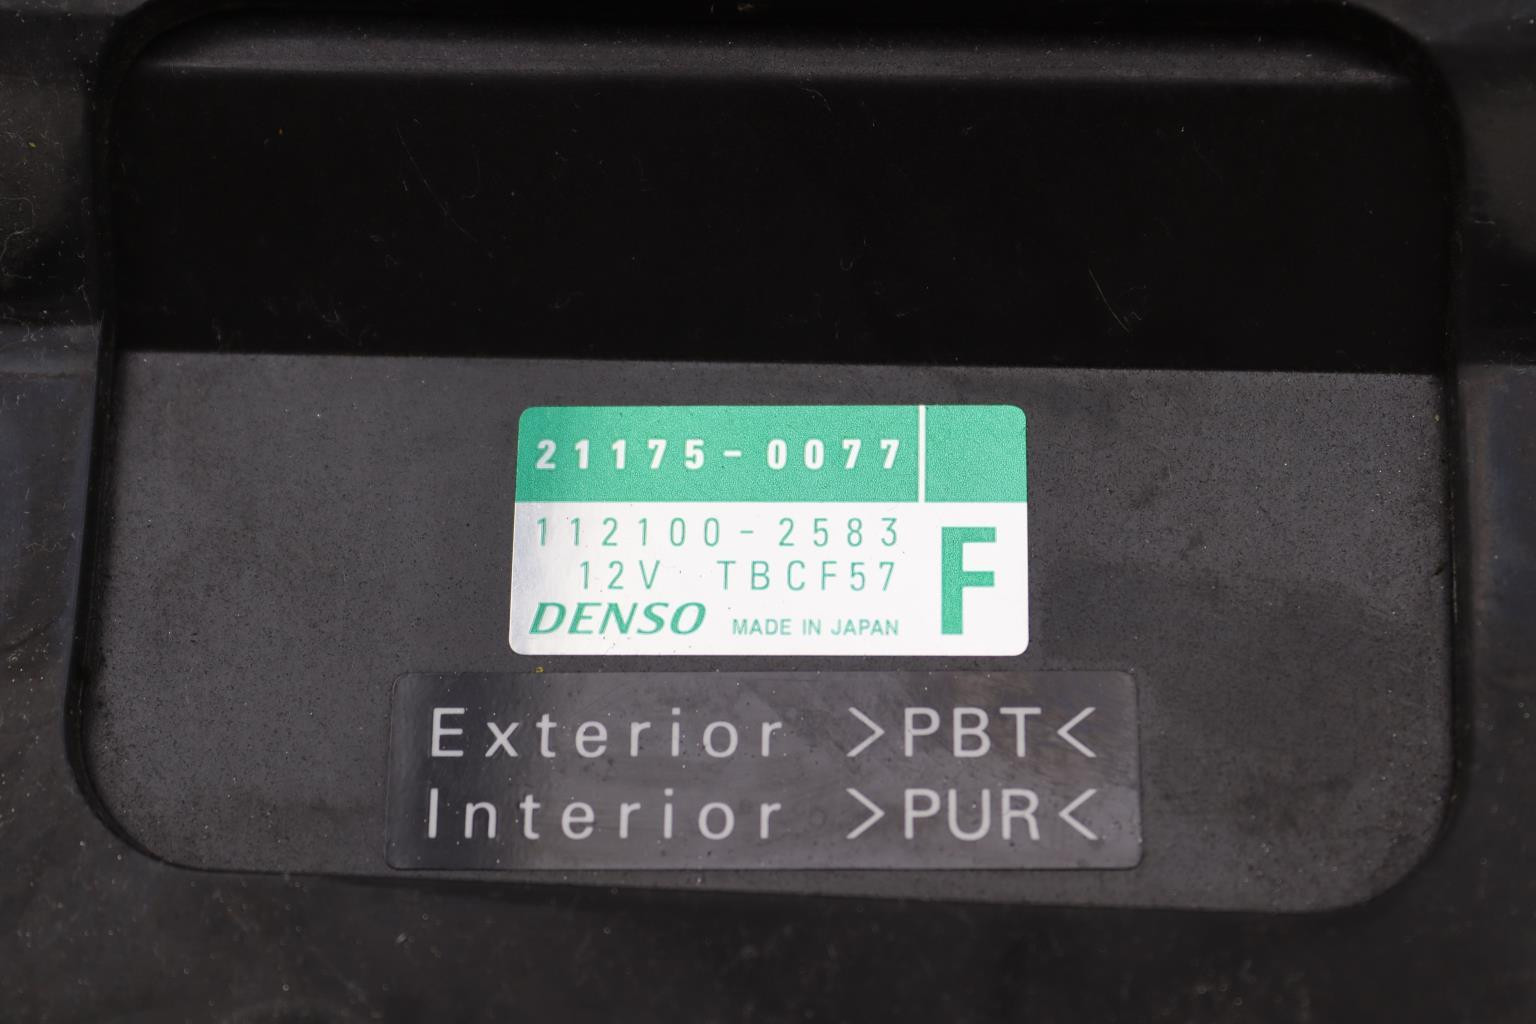 21175-0077
112100-2583
12V TBCF57
F
DENSO MADE IN JAPAN
Exterior >PBT<
Interior >PUR<